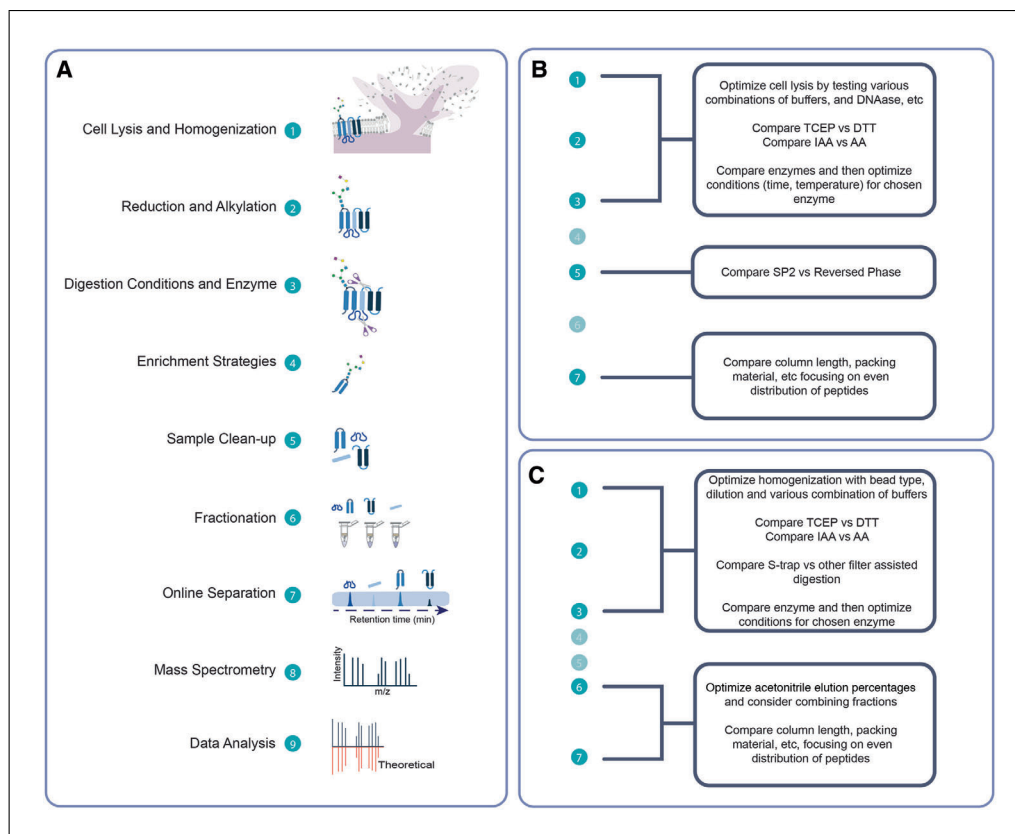 A
Cell Lysis and Homogenization 1
Reduction and Alkylation 2
Digestion Conditions and Enzyme 3
Enrichment Strategies 4
Sample Clean-up 5
Fractionation 6
Online Separation 7
Retention time (min)
Mass Spectrometry 8
Intensity
m/z
Data Analysis 9
Theoretical
B
1
2
3
4
5
6
7
Optimize cell lysis by testing various
combinations of buffers, and DNAase, etc
Compare TCEP vs DTT
Compare IAA vs AA
Compare enzymes and then optimize
conditions (time, temperature) for chosen
enzyme
Compare SP2 vs Reversed Phase
Compare column length, packing
material, etc focusing on even
distribution of peptides
C
1
2
3
4
5
6
7
Optimize homogenization with bead type,
dilution and various combination of buffers
Compare TCEP vs DTT
Compare IAA vs AA
Compare S-trap vs other filter assisted
digestion
Compare enzyme and then optimize
conditions for chosen enzyme
Optimize acetonitrile elution percentages
and consider combining fractions
Compare column length, packing
material, etc, focusing on even
distribution of peptides